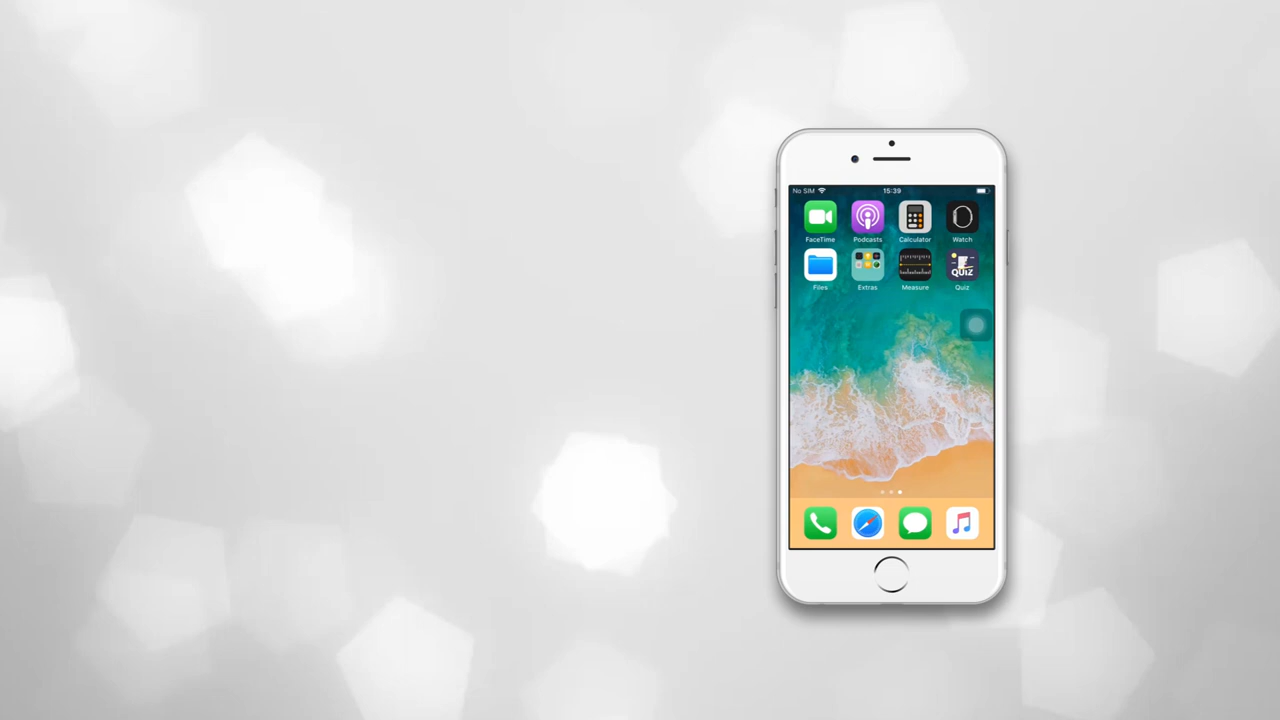 No SIM 15:39
FaceTime Podcasts Calculator Watch
QUIZ
Files Extras Measure Quiz